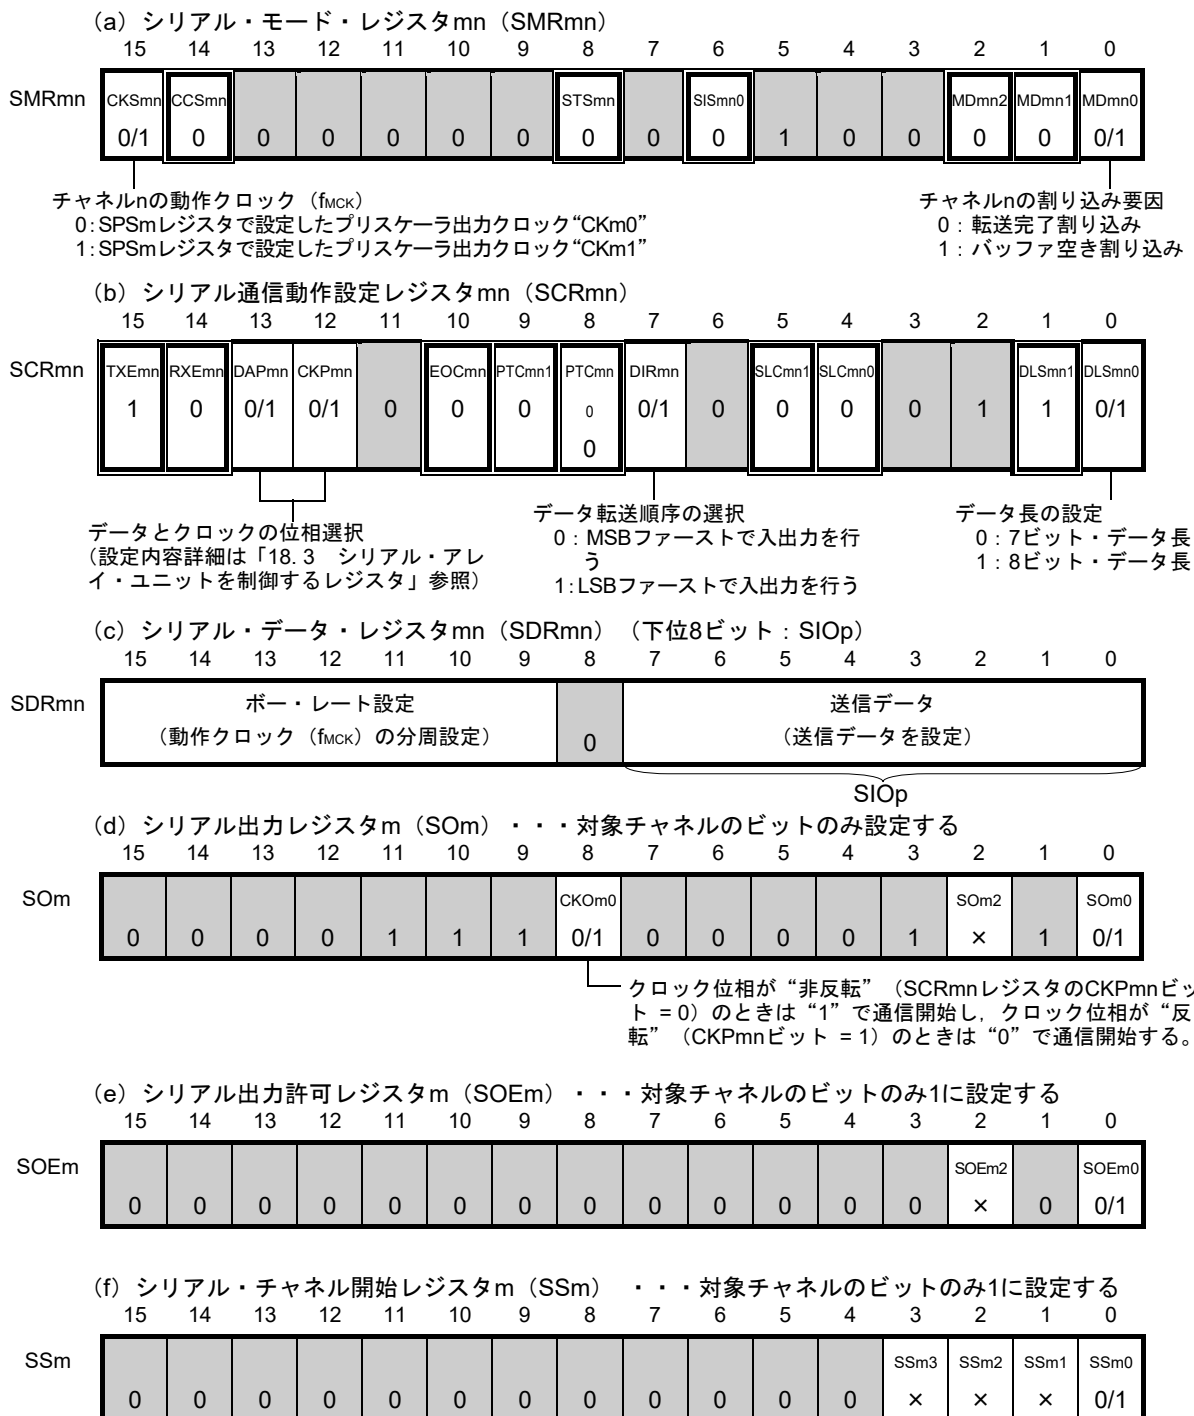 (a) シリアル・モード・レジスタmn (SMRmn)
15 14 13 12 11 10 9 8 7 6 5 4 3 2 1 0
SMRmn CKSmn CCSmn STSmn SISmn0 MDmn2 MDmn1 MDmn0
0/1 0 0 0 0 0 0 0 0 0 1 0 0 0 0 0/1
チャネルnの動作クロック (fMCK)
0:SPSmレジスタで設定したプリスケーラ出力クロック“CKm0”
1:SPSmレジスタで設定したプリスケーラ出力クロック“CKm1”
チャネルnの割り込み要因
0:転送完了割り込み
1:バッファ空き割り込み
(b) シリアル通信動作設定レジスタmn (SCRmn)
15 14 13 12 11 10 9 8 7 6 5 4 3 2 1 0
SCRmn TXEmn RXEmn DAPmn CKPmn EOCmn PTCmn1 PTCmn DIRmn SLCmn1 SLCmn0 DLSmn1 DLSmn0
1 0 0/1 0/1 0 0 0 0 0/1 0 0 0 0 1 1 0/1
0
データとクロックの位相選択
(設定内容詳細は「18. 3 シリアル・アレ
イ・ユニットを制御するレジスタ」参照)
データ転送順序の選択
0:MSBファーストで入出力を行
う
1:LSBファーストで入出力を行う
データ長の設定
0:7ビット・データ長
1:8ビット・データ長
(c) シリアル・データ・レジスタmn (SDRmn) (下位8ビット:SIOp)
15 14 13 12 11 10 9 8 7 6 5 4 3 2 1 0
SDRmn ボー・レート設定 送信データ
(動作クロック (fMCK) の分周設定) 0 (送信データを設定)
SIOp
(d) シリアル出力レジスタm (SOm) ・・・対象チャネルのビットのみ設定する
15 14 13 12 11 10 9 8 7 6 5 4 3 2 1 0
SOm CKOm0 SOm2 SOm0
0 0 0 0 1 1 1 0/1 0 0 0 0 1 × 1 0/1
クロック位相が“非反転” (SCRmnレジスタのCKPmnビッ
ト = 0) のときは“1”で通信開始し,クロック位相が“反
転” (CKPmnビット = 1) のときは“0”で通信開始する。
(e) シリアル出力許可レジスタm (SOEm) ・・・対象チャネルのビットのみ1に設定する
15 14 13 12 11 10 9 8 7 6 5 4 3 2 1 0
SOEm SOEm2 SOEm0
0 0 0 0 0 0 0 0 0 0 0 0 0 × 0 0/1
(f) シリアル・チャネル開始レジスタm (SSm) ・・・対象チャネルのビットのみ1に設定する
15 14 13 12 11 10 9 8 7 6 5 4 3 2 1 0
SSm SSm3 SSm2 SSm1 SSm0
0 0 0 0 0 0 0 0 0 0 0 0 × × × 0/1